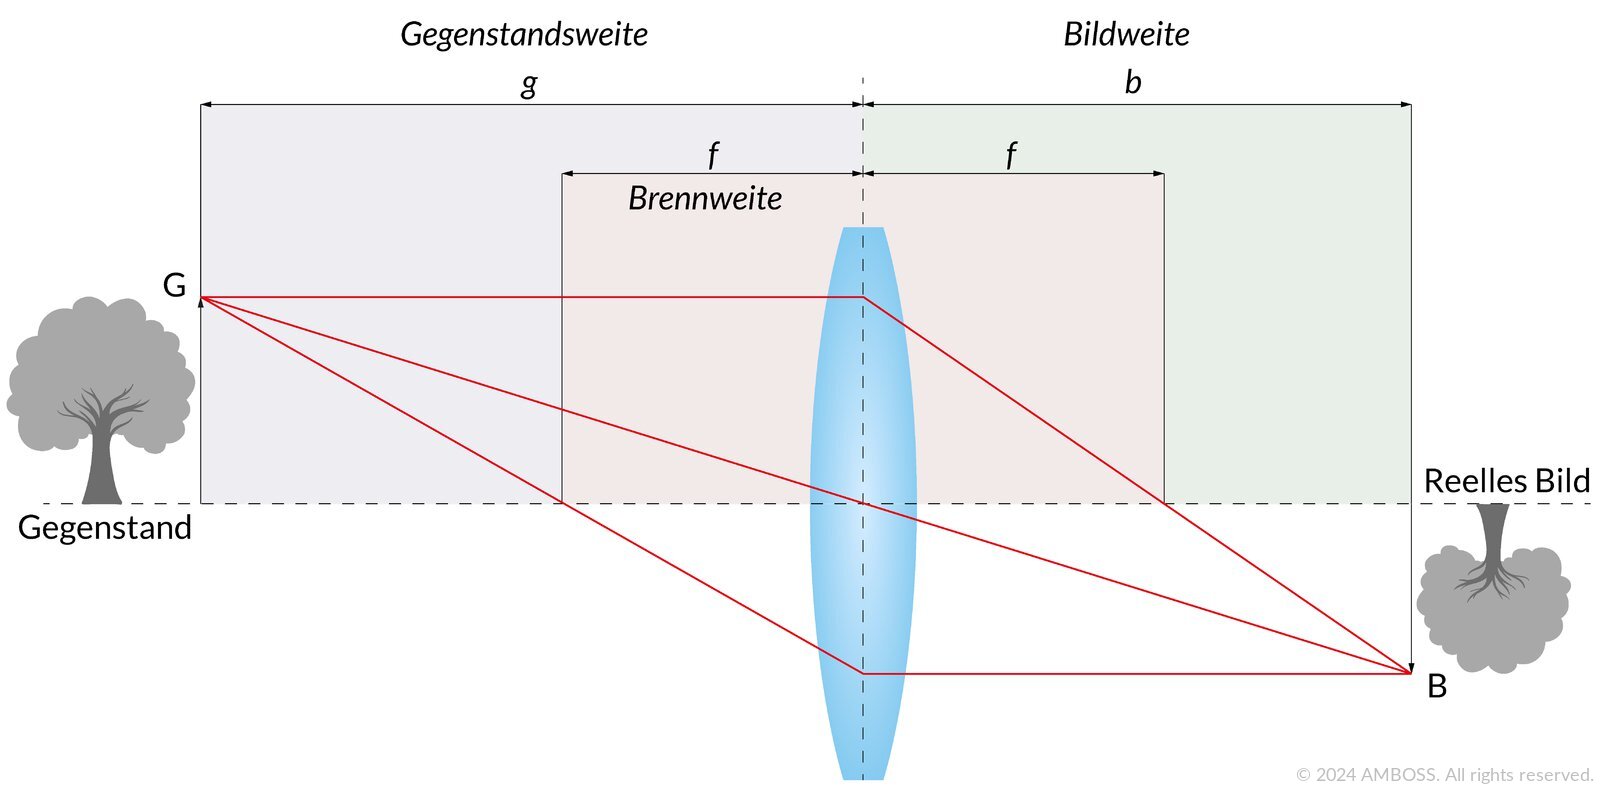 Gegenstandsweite
Bildweite
g
b
f
f
Brennweite
G
Reelles Bild
Gegenstand
B
© 2024 AMBOSS. All rights reserved.